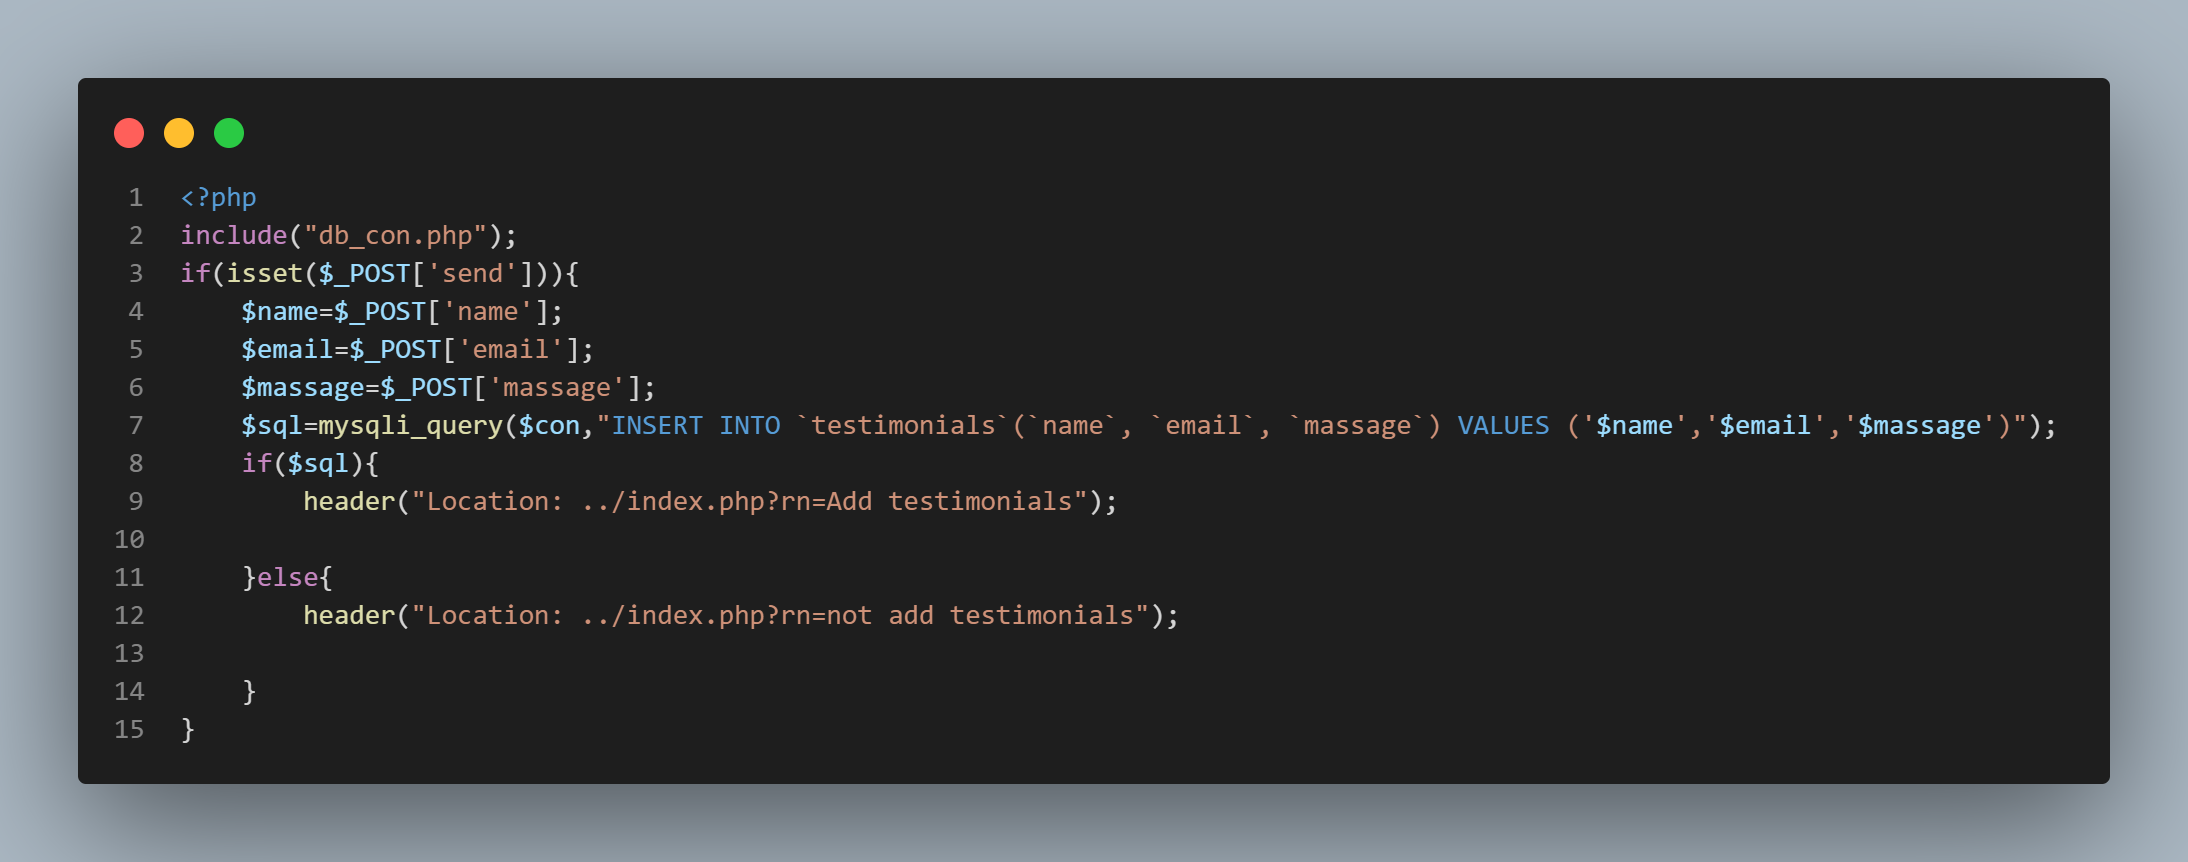 1 <?php
2 include("db_con.php");
3 if(isset($_POST['send'])){
4     $name=$_POST['name'];
5     $email=$_POST['email'];
6     $massage=$_POST['massage'];
7     $sql=mysqli_query($con,"INSERT INTO `testimonials`(`name`, `email`, `massage`) VALUES ('$name','$email','$massage')");
8     if($sql){
9         header("Location: ../index.php?rn=Add testimonials");
10
11     }else{
12         header("Location: ../index.php?rn=not add testimonials");
13
14     }
15 }